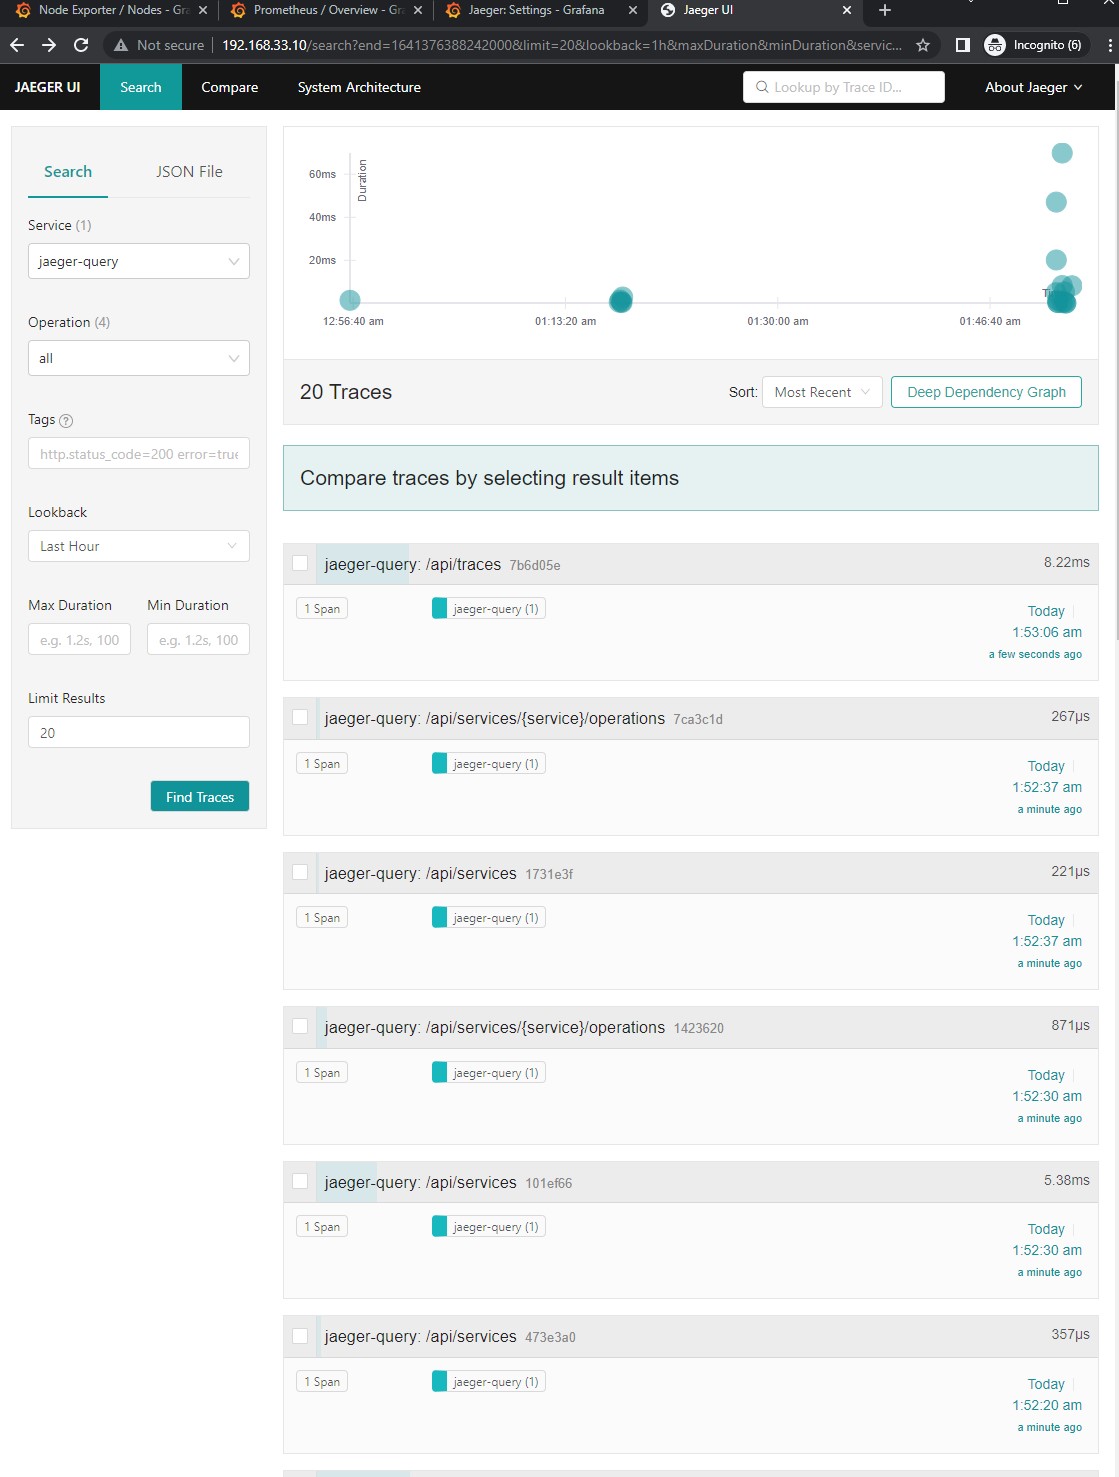 Node Exporter / Nodes - Gra
Prometheus / Overview - Gra
Jaeger: Settings - Grafana
Jaeger UI
Not secure
192.168.33.10/search?end=1641376388242000&limit=20&lookback=1h&maxDuration&minDuration&servic...
Incognito (6)
JAEGER UI
Search
Compare
System Architecture
Lookup by Trace ID...
About Jaeger
Search
JSON File
Service (1)
jaeger-query
Operation (4)
all
Tags ?
http.status_code=200 error=true
Lookback
Last Hour
Max Duration
Min Duration
e.g. 1.2s, 100
e.g. 1.2s, 100
Limit Results
20
Find Traces
Duration
60ms
40ms
20ms
12:56:40 am
01:13:20 am
01:30:00 am
01:46:40 am
20 Traces
Sort:
Most Recent
Deep Dependency Graph
Compare traces by selecting result items
jaeger-query: /api/traces 7b6d05e
8.22ms
1 Span
jaeger-query (1)
Today
1:53:06 am
a few seconds ago
jaeger-query: /api/services/{service}/operations 7ca3c1d
267μs
1 Span
jaeger-query (1)
Today
1:52:37 am
a minute ago
jaeger-query: /api/services 1731e3f
221μs
1 Span
jaeger-query (1)
Today
1:52:37 am
a minute ago
jaeger-query: /api/services/{service}/operations 1423620
871μs
1 Span
jaeger-query (1)
Today
1:52:30 am
a minute ago
jaeger-query: /api/services 101ef66
5.38ms
1 Span
jaeger-query (1)
Today
1:52:30 am
a minute ago
jaeger-query: /api/services 473e3a0
357μs
1 Span
jaeger-query (1)
Today
1:52:20 am
a minute ago